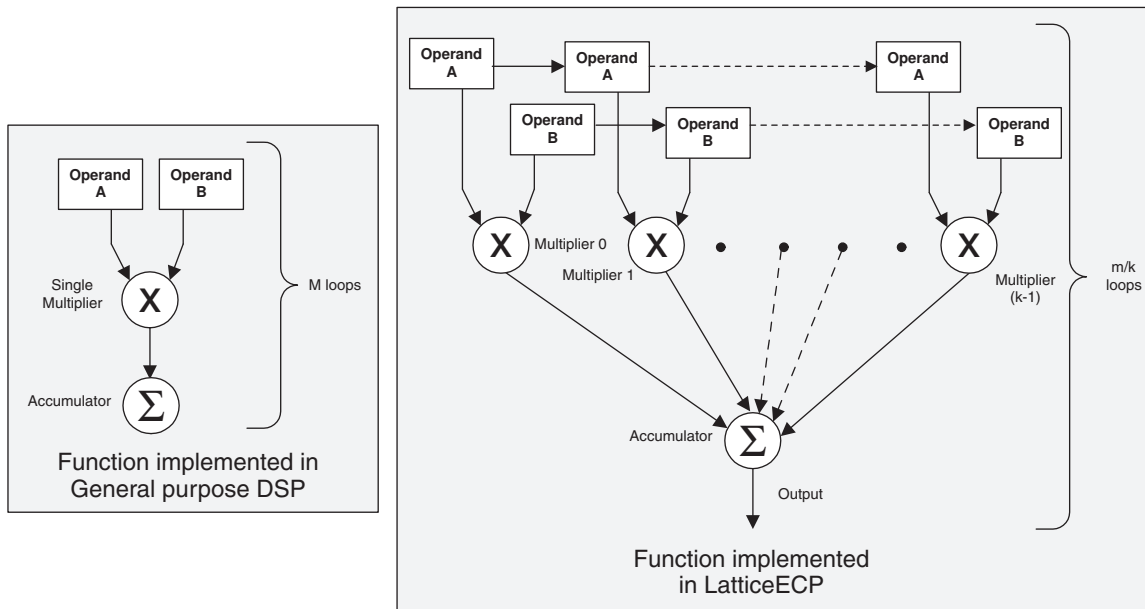 Operand
A
Operand
B
Single
Multiplier
X
M loops
Accumulator
Σ
Function implemented in
General purpose DSP
Operand
A
Operand
A
Operand
A
Operand
B
Operand
B
Operand
B
X
Multiplier 0
X
Multiplier 1
X
Multiplier
(k-1)
m/k
loops
Accumulator
Σ
Output
Function implemented
in LatticeECP